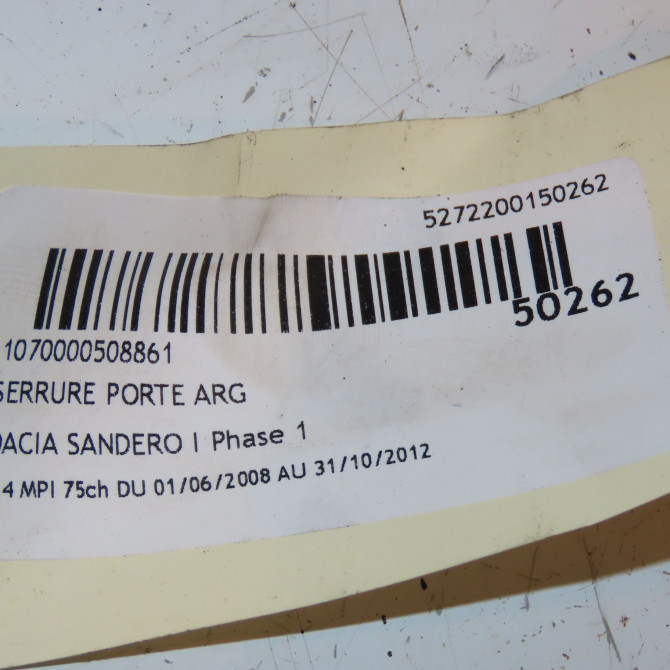 5272200150262
50262
1070000508861
SERRURE PORTE ARG
DACIA SANDERO I Phase 1
4 MPI 75ch DU 01/06/2008 AU 31/10/2012